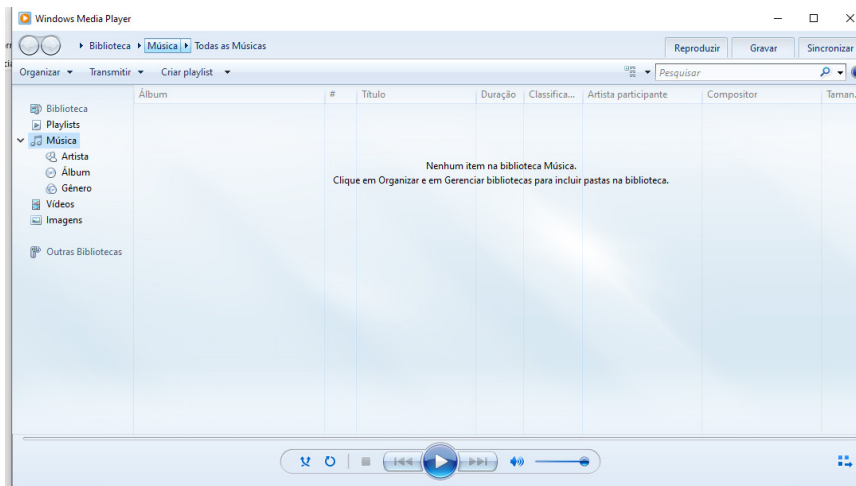 Windows Media Player
Biblioteca Música Todas as Músicas
Reproduzir Gravar Sincronizar
Organizar Transmitir Criar playlist Pesquisar
Álbum # Título Duração Classifica... Artista participante Compositor Taman.
Biblioteca
Playlists
Música
Artista
Álbum
Gênero
Vídeos
Imagens
Outras Bibliotecas
Nenhum item na biblioteca Música.
Clique em Organizar e em Gerenciar bibliotecas para incluir pastas na biblioteca.